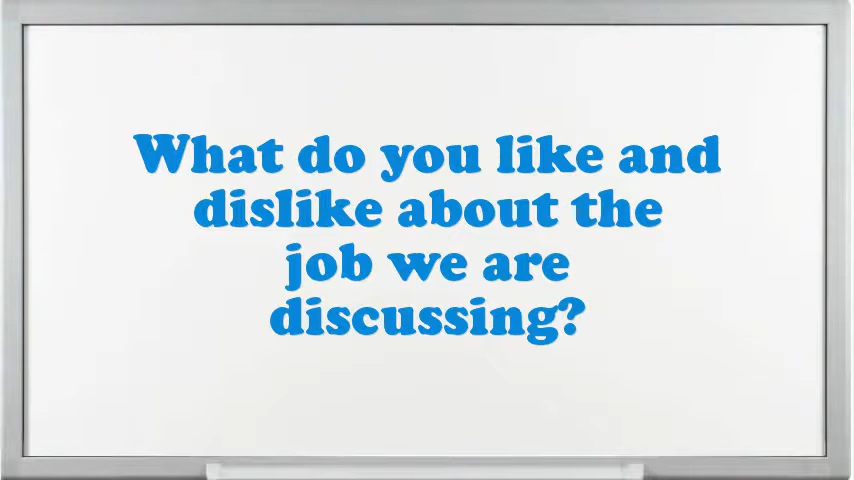 What do you like and
dislike about the
job we are
discussing?